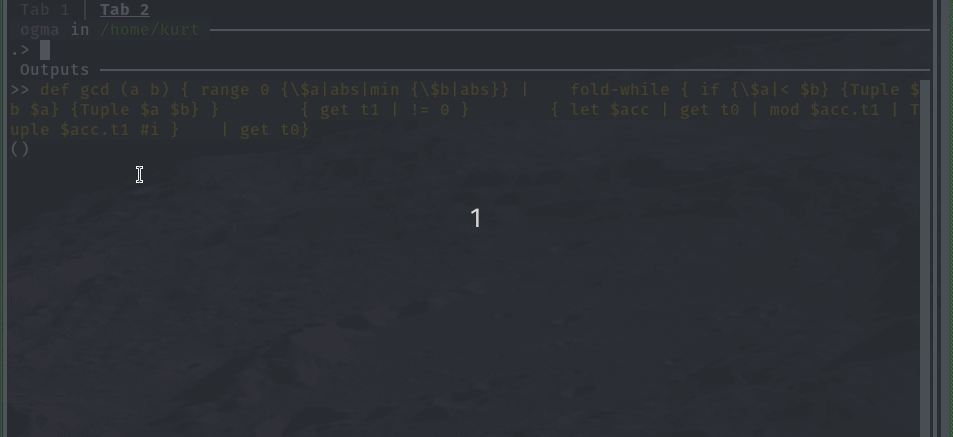 Tab 1 | Tab 2
ogma in /home/kurt
.>
Outputs
>> def gcd (a b) { range 0 {\$a|abs|min {\$b|abs}} |    fold-while { if {\$a|< $b} {Tuple $
b $a} {Tuple $a $b} }        { get t1 | != 0 }        { let $acc | get t0 | mod $acc.t1 | T
uple $acc.t1 #i }    | get t0}
()
1